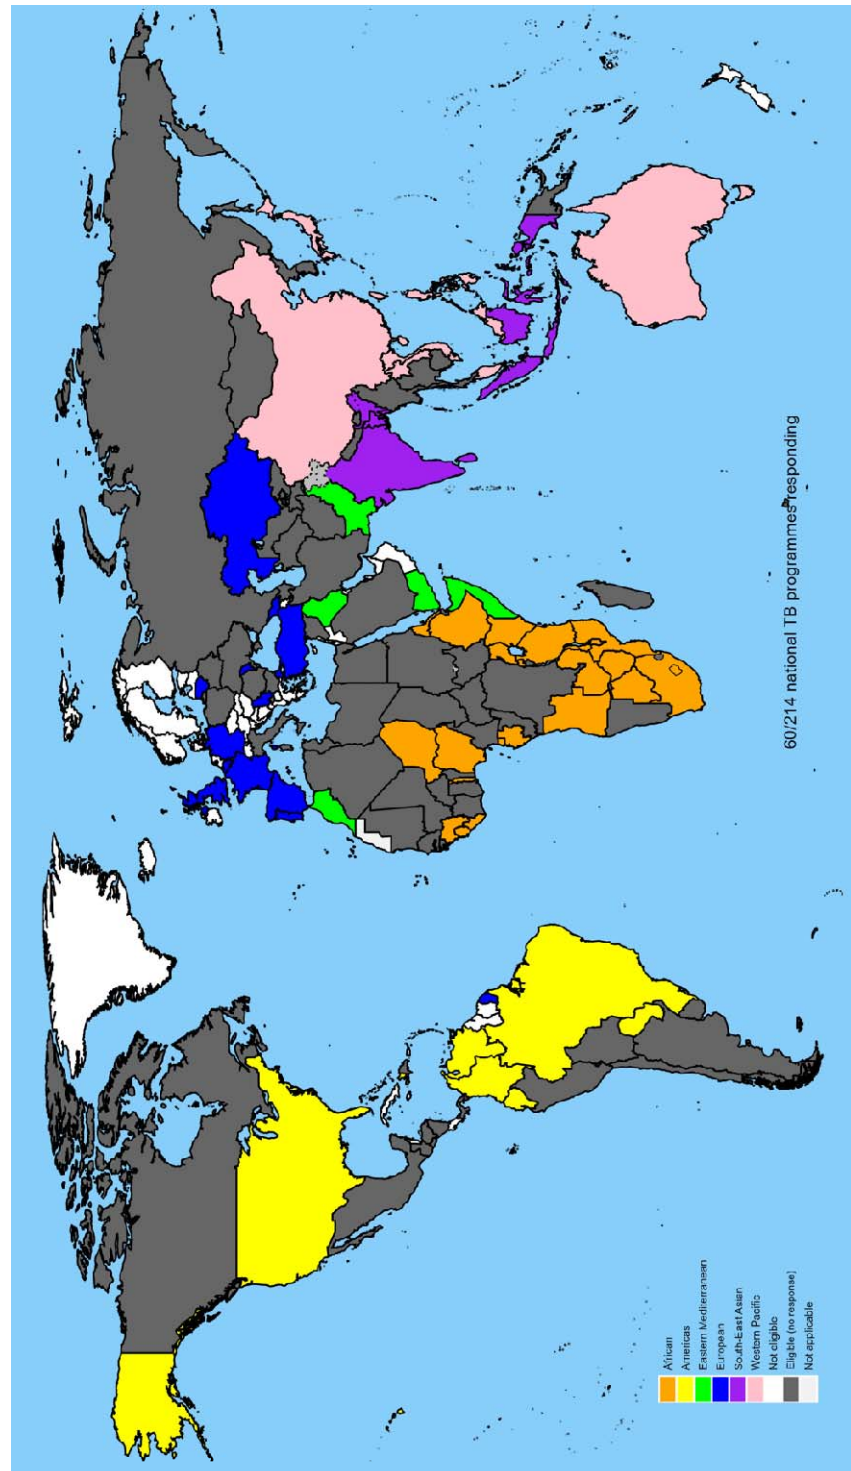 60/214 national TB programmes responding
African
Americas
Eastern Mediterranean
European
South-East Asian
Western Pacific
Not eligible
Eligible (no response)
Not applicable